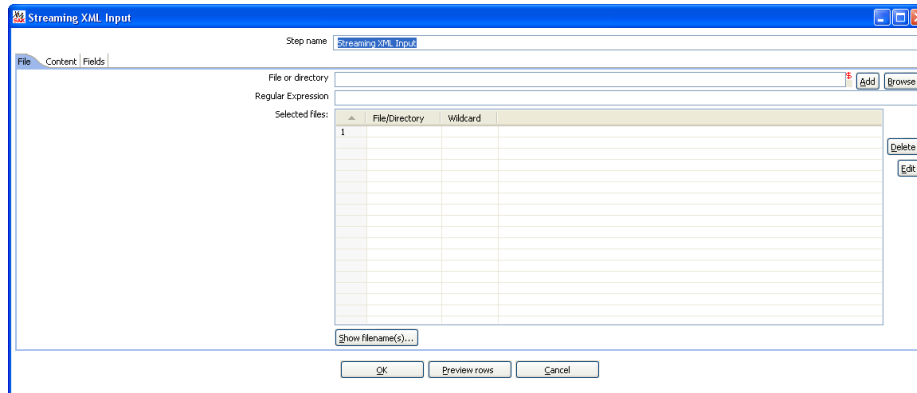 Streaming XML Input
Step name Streaming XML Input
File Content Fields
File or directory $ Add Browse
Regular Expression
Selected files: File/Directory Wildcard
1
Delete
Edit
Show filename(s)...
OK Preview rows Cancel